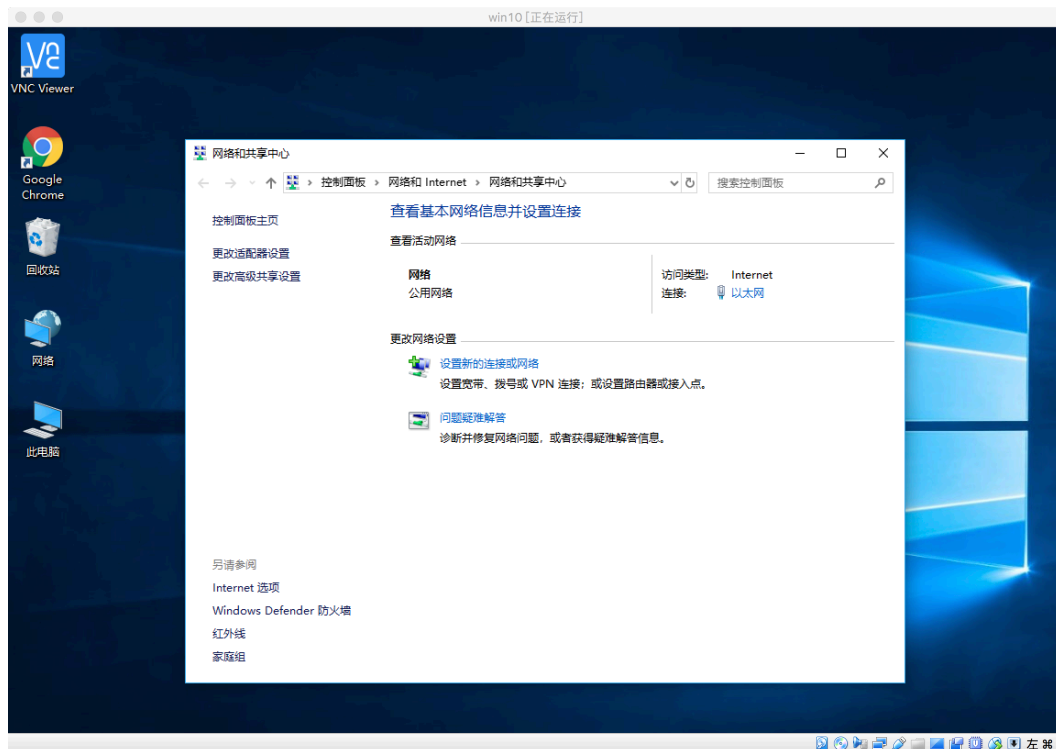 win10 [正在运行]
VNC Viewer
Google
Chrome
回收站
网络
此电脑
网络和共享中心
控制面板 › 网络和 Internet › 网络和共享中心
搜索控制面板
控制面板主页
更改适配器设置
更改高级共享设置
查看基本网络信息并设置连接
查看活动网络
网络
公用网络
访问类型: Internet
连接: 以太网
更改网络设置
设置新的连接或网络
设置宽带、拨号或 VPN 连接；或设置路由器或接入点。
问题疑难解答
诊断并修复网络问题，或者获得疑难解答信息。
另请参阅
Internet 选项
Windows Defender 防火墙
红外线
家庭组
左 ⌘